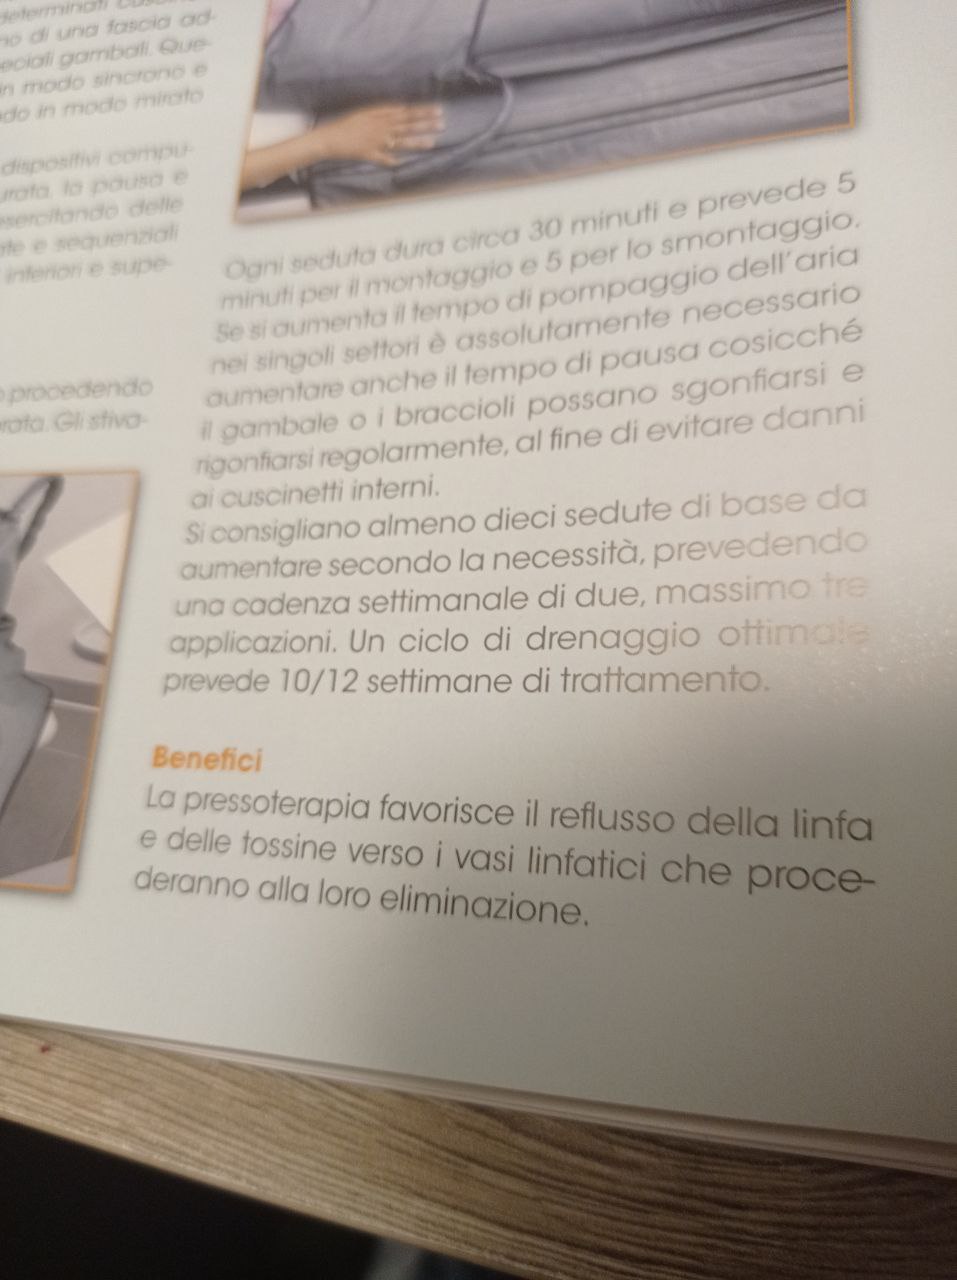 determinati
no di una fascia ad-
eciali gambali. Que-
in modo sincrono e
do in modo mirato
dispositivi compu-
urata, la pausa e
esercitando delle
te e sequenziali
inferiori e supe-
procedendo
rata. Gli stiva-
Ogni seduta dura circa 30 minuti e prevede 5
minuti per il montaggio e 5 per lo smontaggio.
Se si aumenta il tempo di pompaggio dell'aria
nei singoli settori è assolutamente necessario
aumentare anche il tempo di pausa cosicché
il gambale o i braccioli possano sgonfiarsi e
rigonfiarsi regolarmente, al fine di evitare danni
ai cuscinetti interni.
Si consigliano almeno dieci sedute di base da
aumentare secondo la necessità, prevedendo
una cadenza settimanale di due, massimo tre
applicazioni. Un ciclo di drenaggio ottimale
prevede 10/12 settimane di trattamento.
Benefici
La pressoterapia favorisce il reflusso della linfa
e delle tossine verso i vasi linfatici che proce-
deranno alla loro eliminazione.